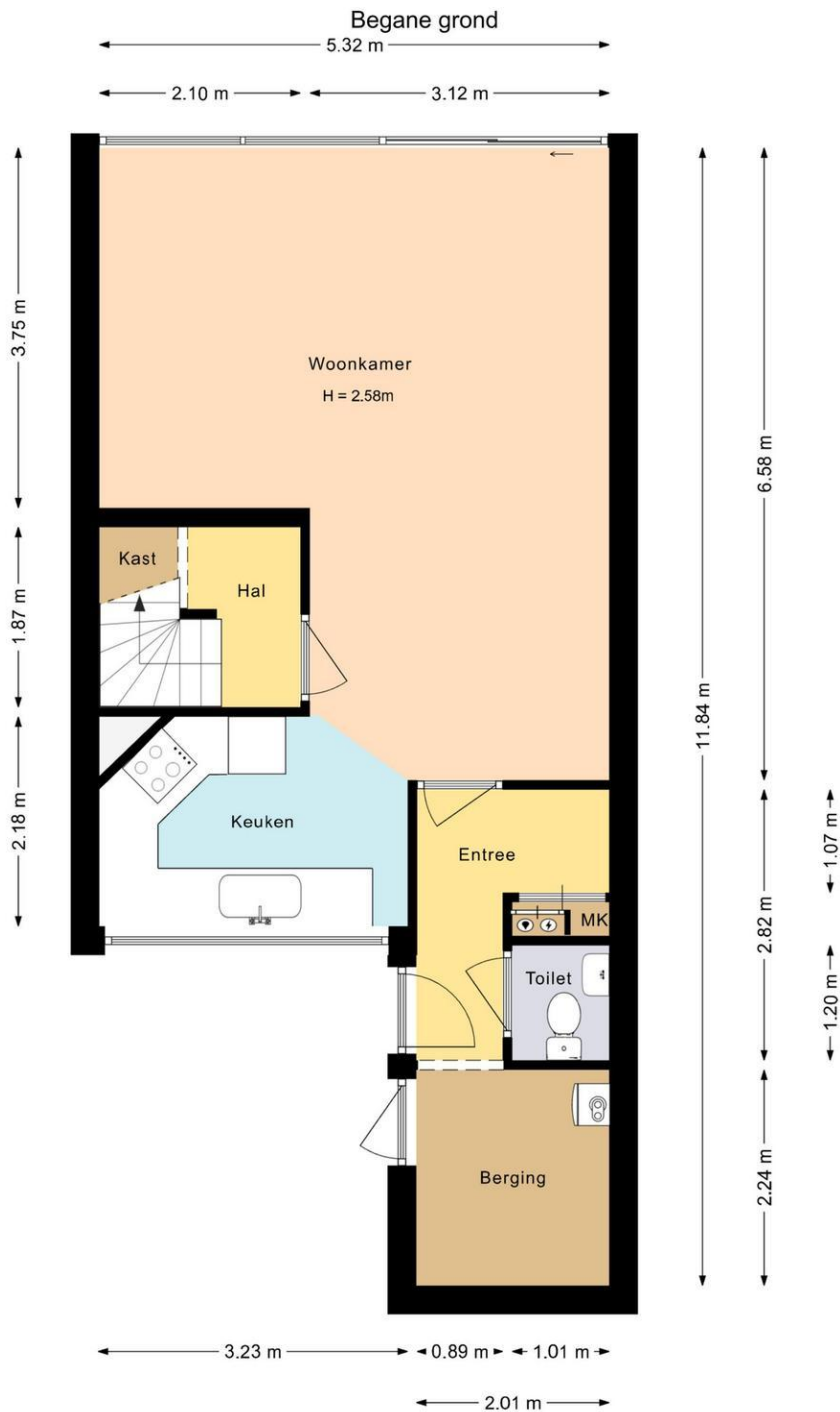 Begane grond
5.32 m
2.10 m
3.12 m
3.75 m
Woonkamer
H = 2.58m
6.58 m
Kast
Hal
1.87 m
11.84 m
2.18 m
Keuken
Entree
1.07 m
MK
2.82 m
Toilet
1.20 m
Berging
2.24 m
3.23 m
0.89 m
1.01 m
2.01 m